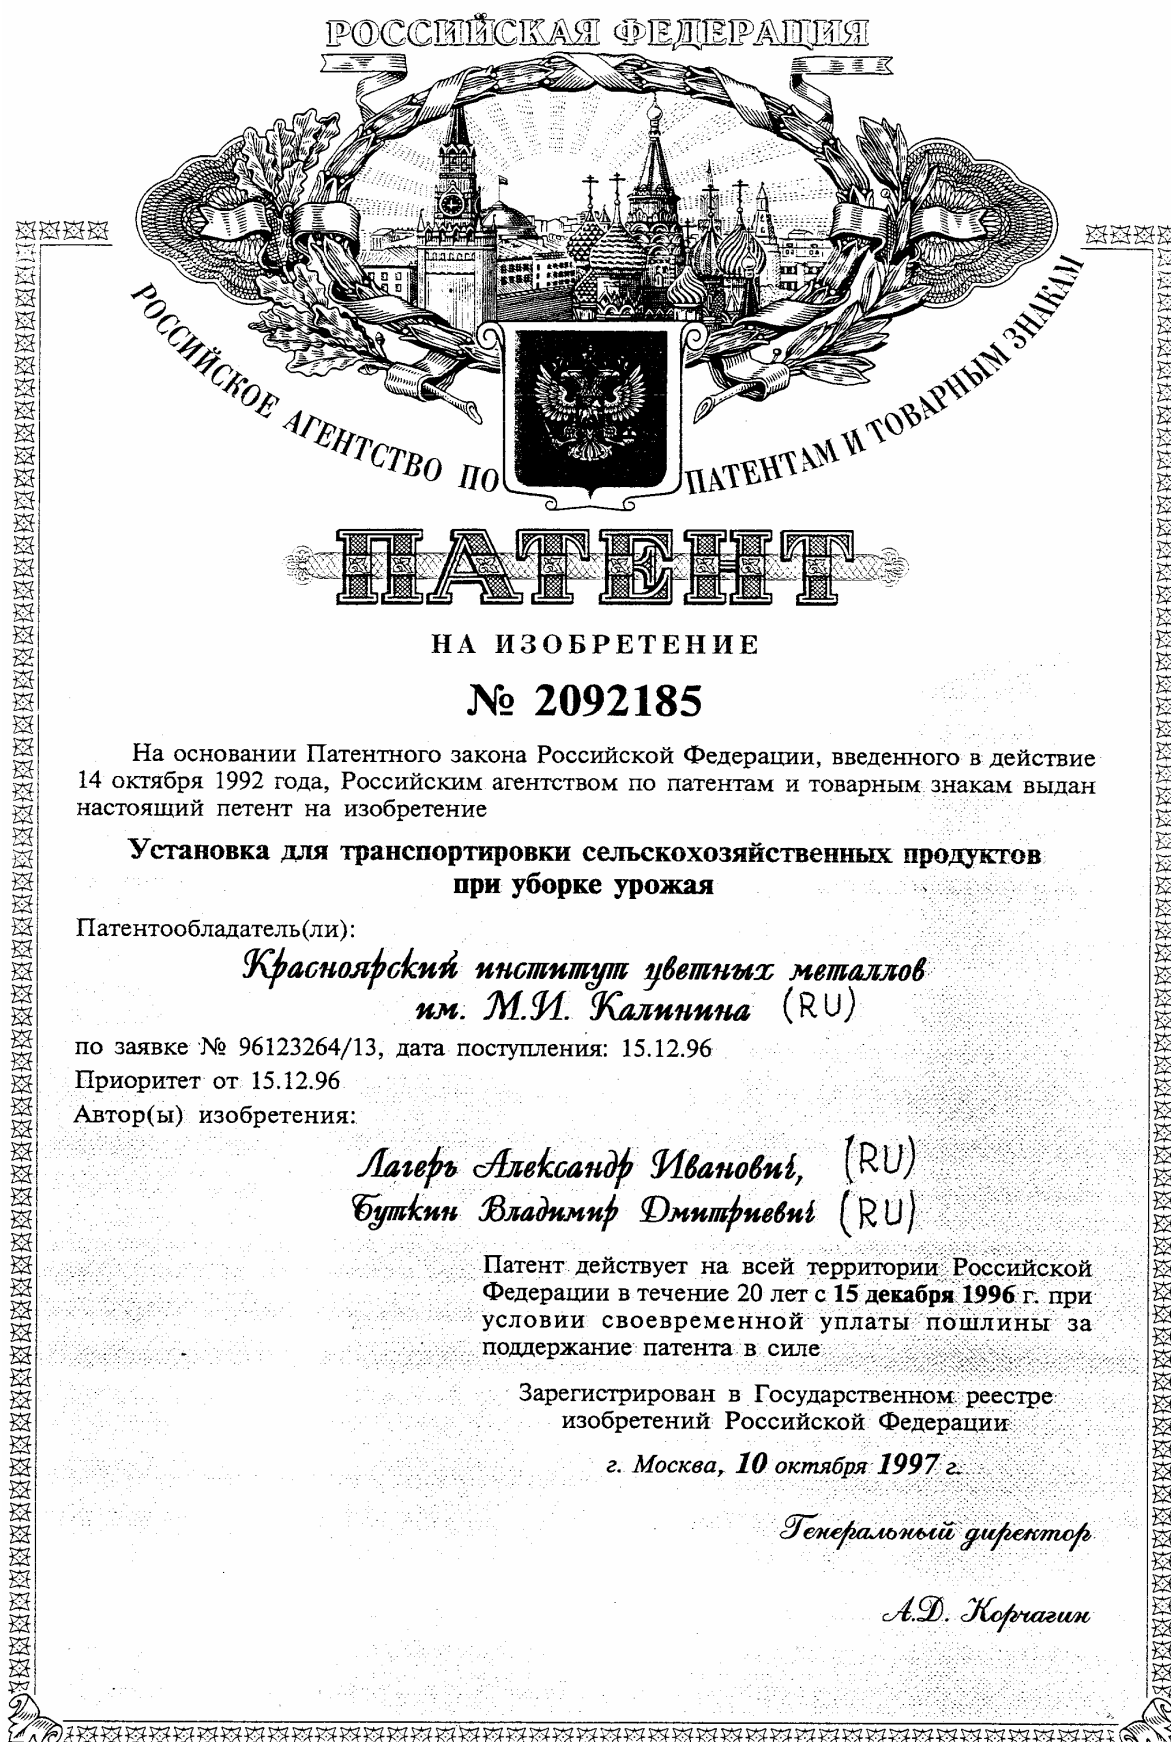 РОССИЙСКАЯ ФЕДЕРАЦИЯ
РОССИЙСКОЕ АГЕНТСТВО ПО ПАТЕНТАМ И ТОВАРНЫМ ЗНАКАМ
ПАТЕНТ
НА ИЗОБРЕТЕНИЕ
№ 2092185
На основании Патентного закона Российской Федерации, введенного в действие
14 октября 1992 года, Российским агентством по патентам и товарным знакам выдан
настоящий петент на изобретение
Установка для транспортировки сельскохозяйственных продуктов
при уборке урожая
Патентообладатель(ли):
Красноярский институт цветных металлов
им. М.И. Калинина (RU)
по заявке № 96123264/13, дата поступления: 15.12.96
Приоритет от 15.12.96
Автор(ы) изобретения:
Лагерь Александр Иванович, (RU)
Буткин Владимир Дмитриевич (RU)
Патент действует на всей территории Российской
Федерации в течение 20 лет с 15 декабря 1996 г. при
условии своевременной уплаты пошлины за
поддержание патента в силе
Зарегистрирован в Государственном реестре
изобретений Российской Федерации
г. Москва, 10 октября 1997 г.
Генеральный директор
А.Д. Корчагин